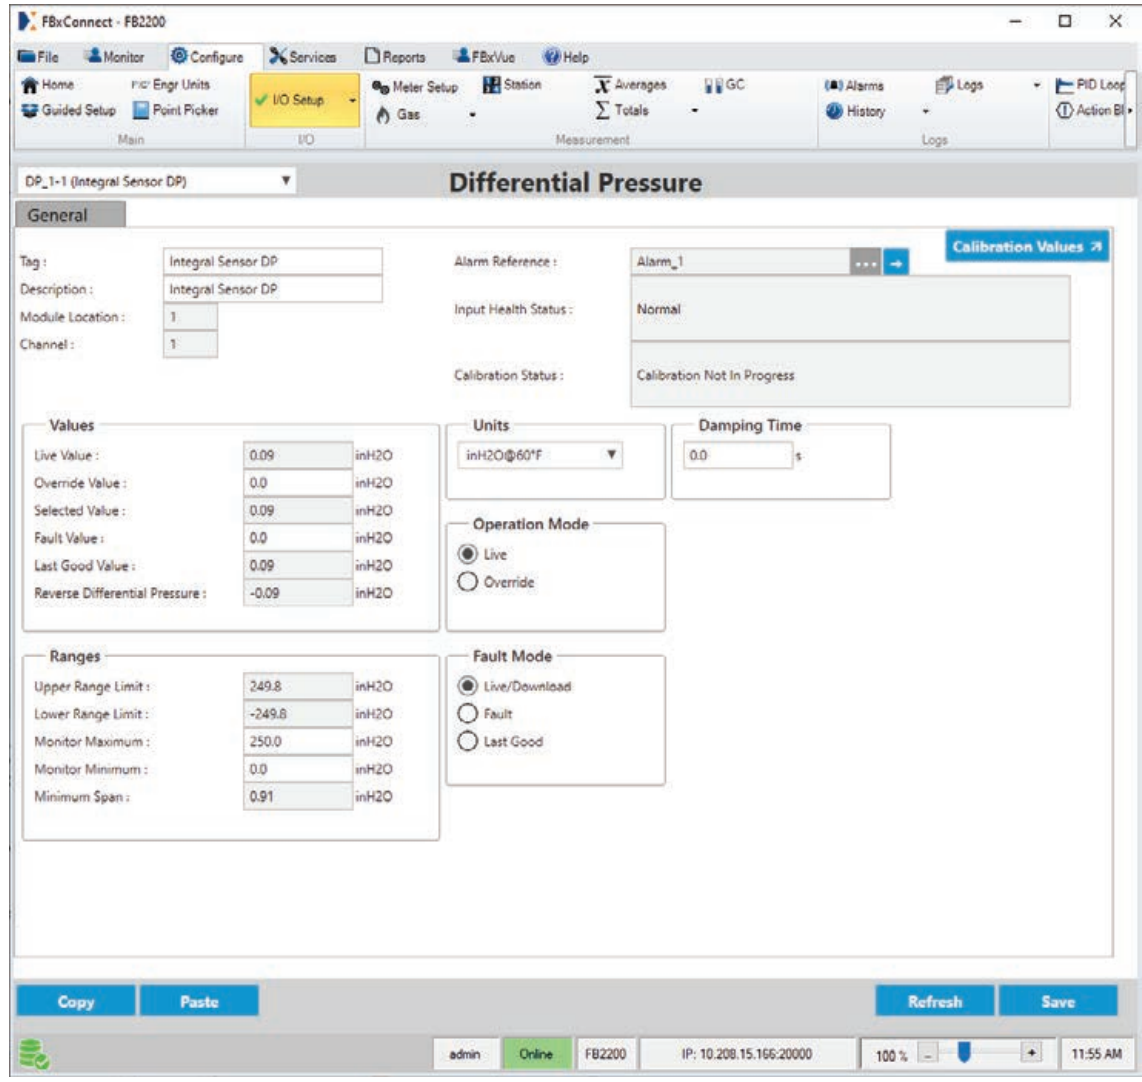 FBxConnect - FB2200
File Monitor Configure Services Reports FBxVue Help
Home Engr Units I/O Setup Meter Setup Station Averages GC Alarms Logs PID Loop
Guided Setup Point Picker Gas Totals History Action Bl
Main I/O Measurement Logs
DP_1-1 (Integral Sensor DP) Differential Pressure
General
Calibration Values
Tag : Integral Sensor DP Alarm Reference : Alarm_1 ...
Description : Integral Sensor DP
Module Location : 1 Input Health Status : Normal
Channel : 1
Calibration Status : Calibration Not In Progress
Values Units Damping Time
Live Value : 0.09 inH2O inH2O@60°F 0.0 s
Override Value : 0.0 inH2O
Selected Value : 0.09 inH2O
Operation Mode
Fault Value : 0.0 inH2O
Live
Last Good Value : 0.09 inH2O
Override
Reverse Differential Pressure : -0.09 inH2O
Ranges Fault Mode
Upper Range Limit : 249.8 inH2O Live/Download
Lower Range Limit : -249.8 inH2O Fault
Monitor Maximum : 250.0 inH2O Last Good
Monitor Minimum : 0.0 inH2O
Minimum Span : 0.91 inH2O
Copy Paste Refresh Save
admin Online FB2200 IP: 10.208.15.166:20000 100 % - + 11:55 AM